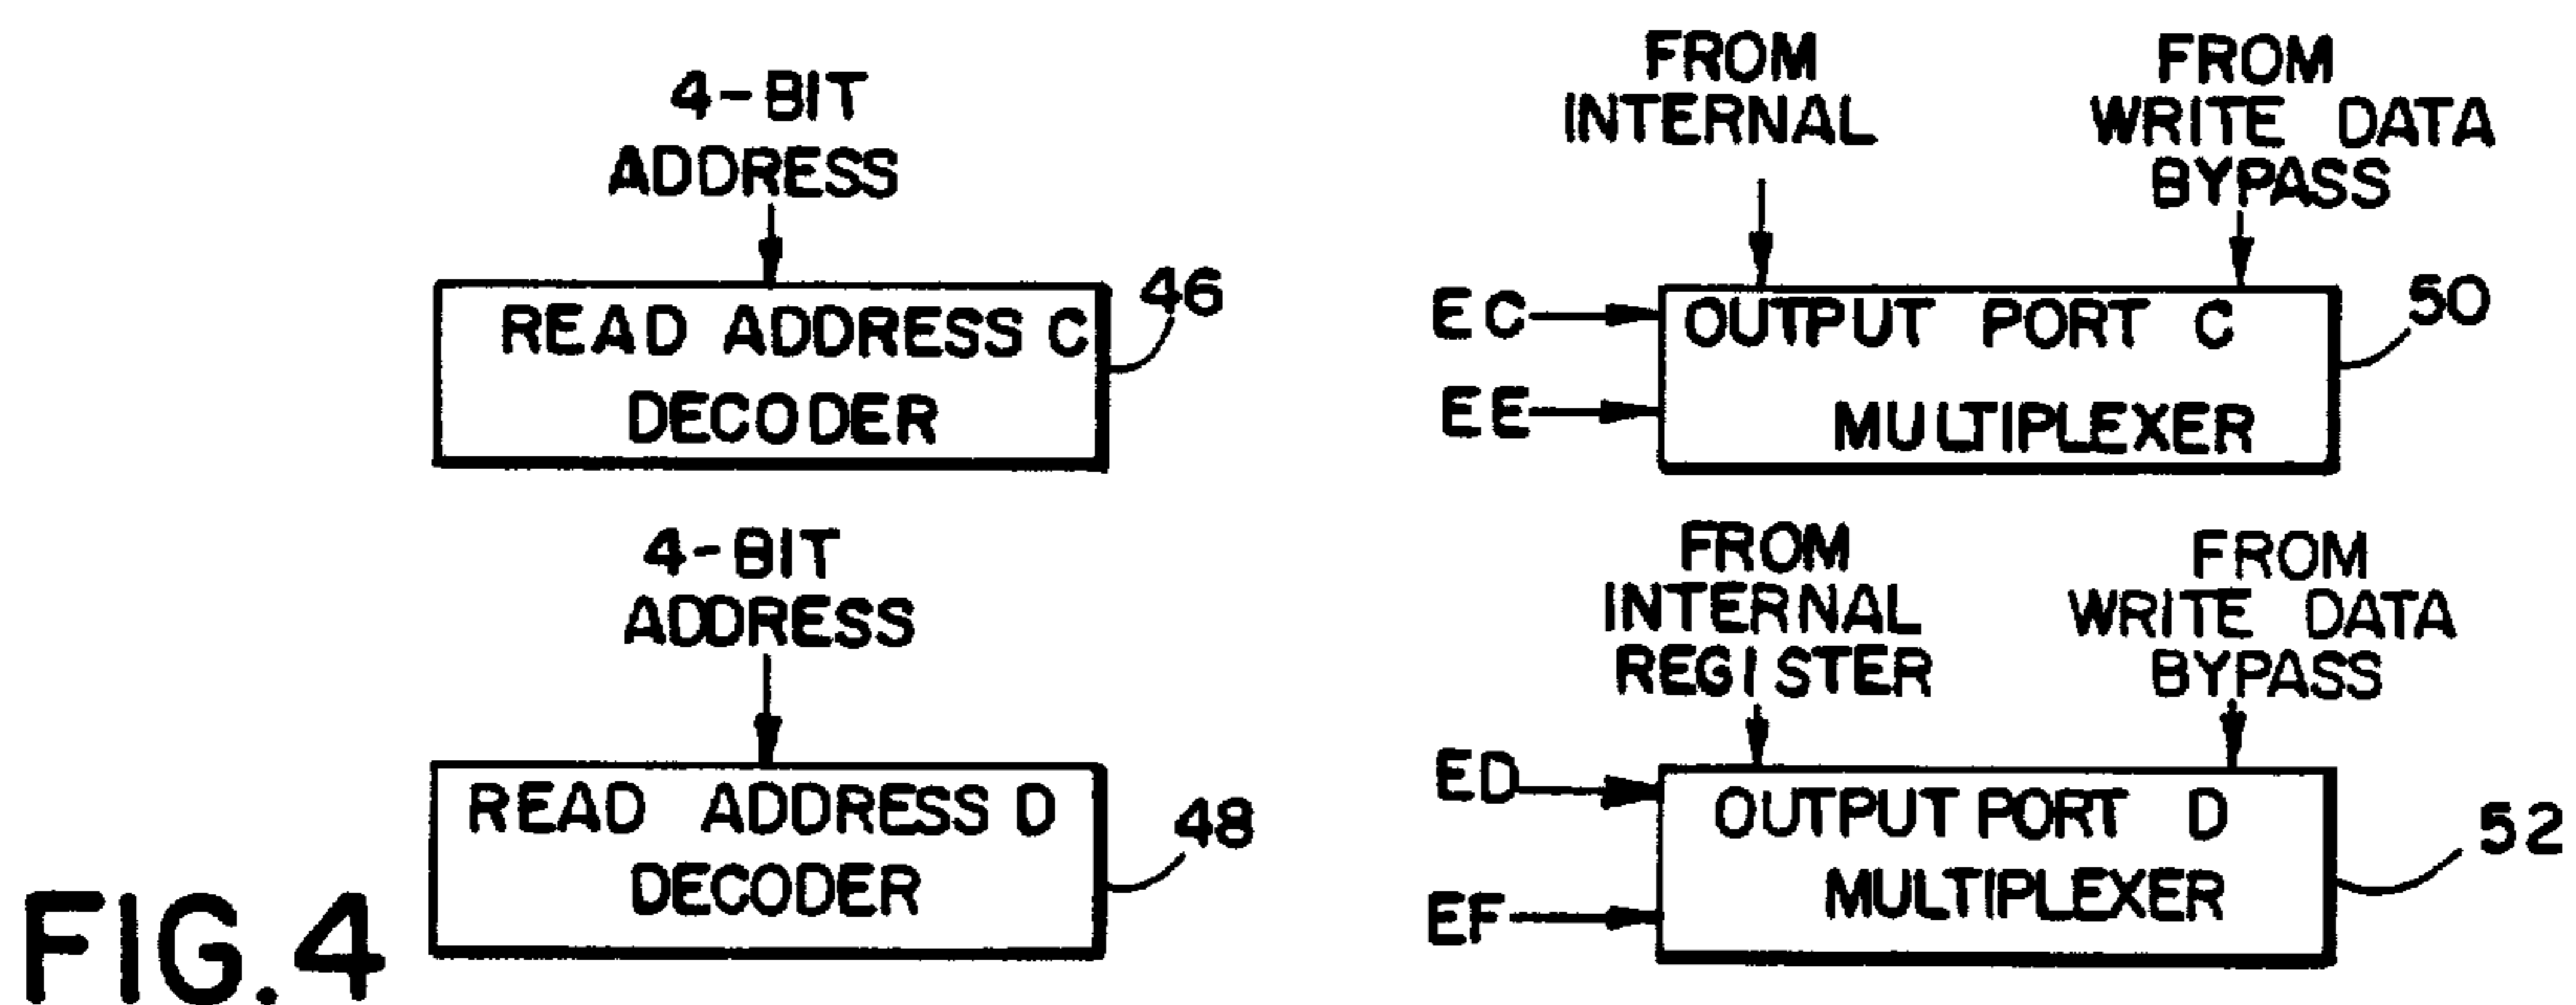 4-BIT
ADDRESS
READ ADDRESS C
DECODER
46
FROM
INTERNAL
FROM
WRITE DATA
BYPASS
EC
EE
OUTPUT PORT C
MULTIPLEXER
50
4-BIT
ADDRESS
READ ADDRESS D
DECODER
48
FROM
INTERNAL
REGISTER
FROM
WRITE DATA
BYPASS
ED
EF
OUTPUT PORT D
MULTIPLEXER
52
FIG.4